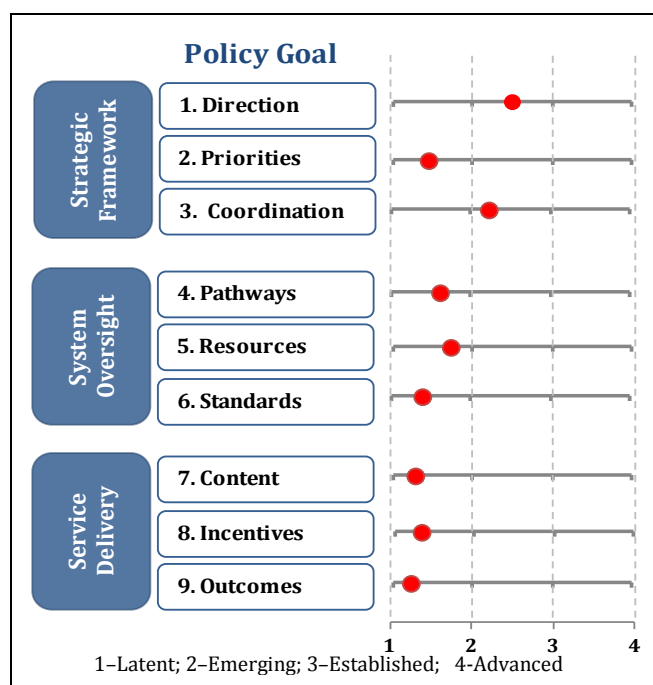 Policy Goal
Strategic
Framework
1. Direction
2. Priorities
3. Coordination
System
Oversight
4. Pathways
5. Resources
6. Standards
Service
Delivery
7. Content
8. Incentives
9. Outcomes
1 2 3 4
1–Latent; 2–Emerging; 3–Established; 4-Advanced